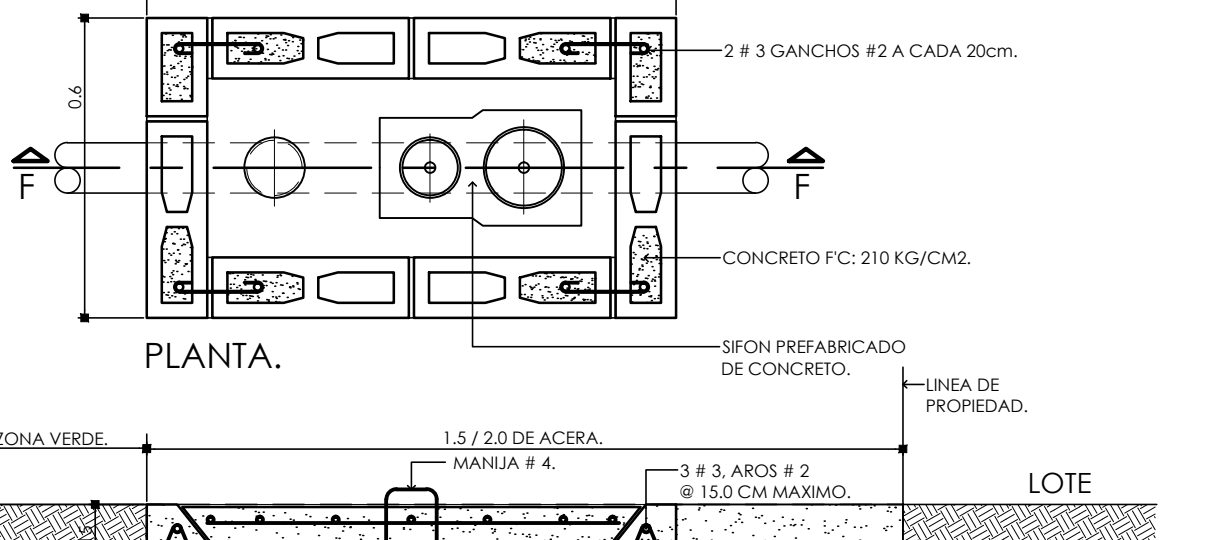 2 # 3 GANCHOS #2 A CADA 20cm.
0.6
F
F
CONCRETO F'C: 210 KG/CM2.
SIFON PREFABRICADO
DE CONCRETO.
PLANTA.
LINEA DE
PROPIEDAD.
ZONA VERDE.
1.5 / 2.0 DE ACERA.
MANIJA # 4.
3 # 3, AROS # 2
@ 15.0 CM MAXIMO.
LOTE